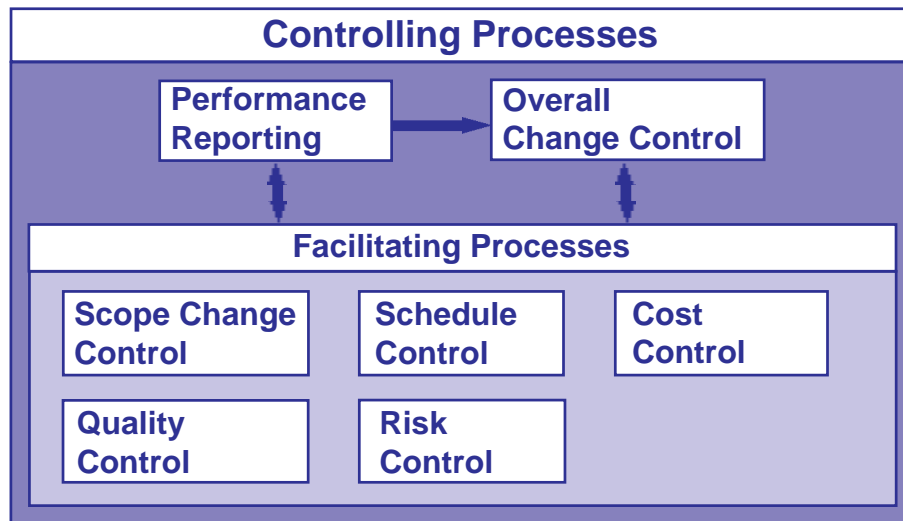 Controlling Processes
Performance
Reporting
Overall
Change Control
Facilitating Processes
Scope Change
Control
Schedule
Control
Cost
Control
Quality
Control
Risk
Control